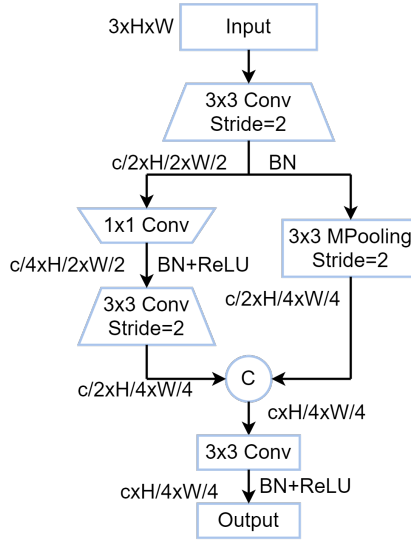 3xHxW
Input
3x3 Conv
Stride=2
c/2xH/2xW/2
BN
1x1 Conv
3x3 MPooling
Stride=2
c/4xH/2xW/2
BN+ReLU
3x3 Conv
Stride=2
c/2xH/4xW/4
c/2xH/4xW/4
C
cxH/4xW/4
3x3 Conv
cxH/4xW/4
BN+ReLU
Output